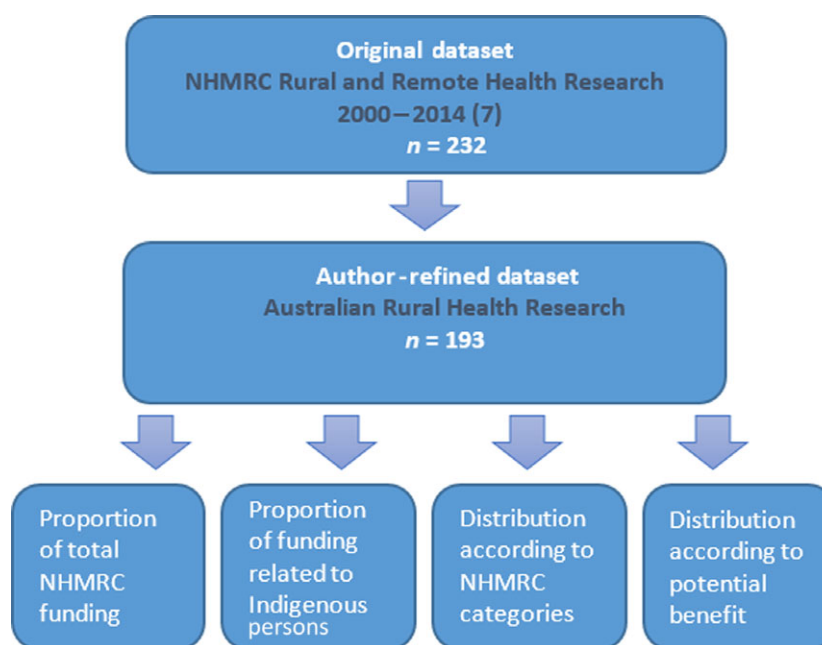 Original dataset
NHMRC Rural and Remote Health Research
2000–2014 (7)
n = 232
Author-refined dataset
Australian Rural Health Research
n = 193
Proportion
of total
NHMRC
funding
Proportion
of funding
related to
Indigenous
persons
Distribution
according to
NHMRC
categories
Distribution
according to
potential
benefit